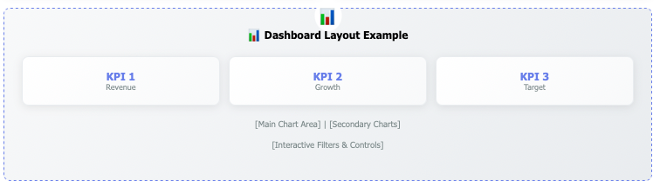 📊 Dashboard Layout Example
KPI 1
Revenue
KPI 2
Growth
KPI 3
Target
[Main Chart Area] | [Secondary Charts]
[Interactive Filters & Controls]